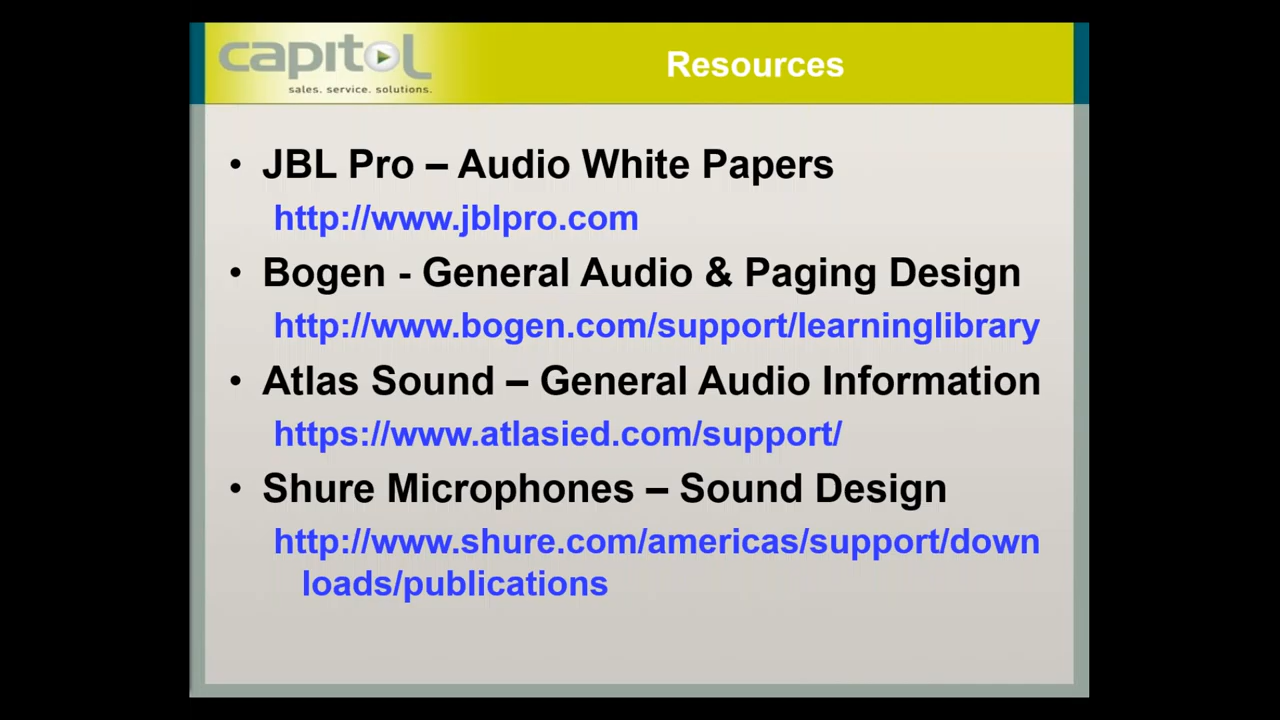 capitol
sales. service. solutions.
Resources
• JBL Pro – Audio White Papers
http://www.jblpro.com
• Bogen - General Audio & Paging Design
http://www.bogen.com/support/learninglibrary
• Atlas Sound – General Audio Information
https://www.atlasied.com/support/
• Shure Microphones – Sound Design
http://www.shure.com/americas/support/down
loads/publications